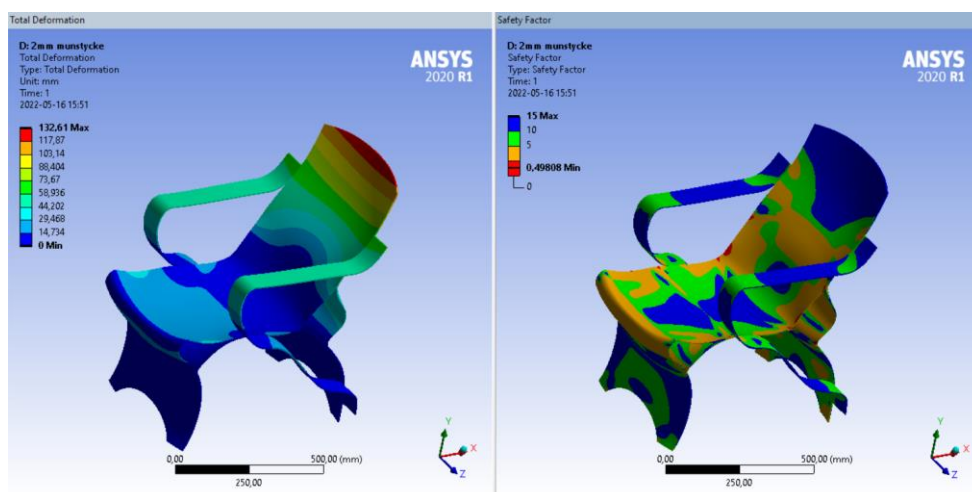 Total Deformation
D: 2mm munstycke
Total Deformation
Type: Total Deformation
Unit: mm
Time: 1
2022-05-16 15:51
ANSYS
2020 R1
132,61 Max
117,87
103,14
88,404
73,67
58,936
44,202
29,468
14,734
0 Min
0,00
500,00 (mm)
250,00
Y
X
Z
Safety Factor
D: 2mm munstycke
Safety Factor
Type: Safety Factor
Time: 1
2022-05-16 15:51
ANSYS
2020 R1
15 Max
10
5
0,49808 Min
0
0,00
500,00 (mm)
250,00
Y
X
Z